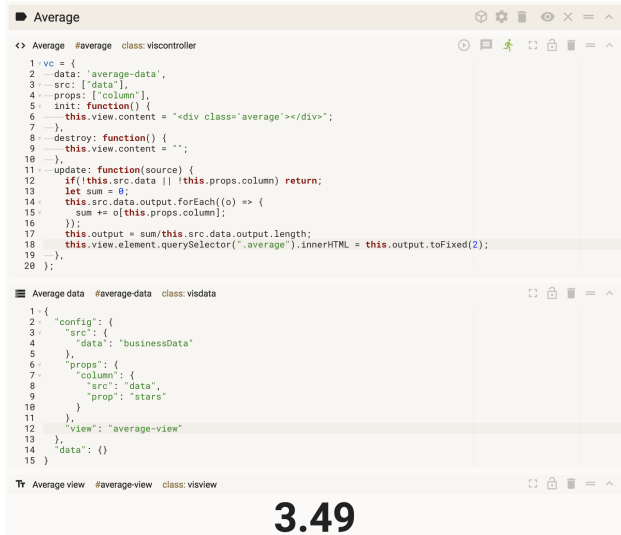 Average
<> Average #average class: viscontroller
1 vc = {
2 data: 'average-data',
3 src: ["data"],
4 props: ["column"],
5 init: function() {
6 this.view.content = "<div class='average'></div>";
7 },
8 destroy: function() {
9 this.view.content = "";
10 },
11 update: function(source) {
12 if(!this.src.data || !this.props.column) return;
13 let sum = 0;
14 this.src.data.output.forEach((o) => {
15 sum += o[this.props.column];
16 });
17 this.output = sum/this.src.data.output.length;
18 this.view.element.querySelector(".average").innerHTML = this.output.toFixed(2);
19 },
20 };
Average data #average-data class: visdata
1 {
2 "config": {
3 "src": {
4 "data": "businessData"
5 },
6 "props": {
7 "column": {
8 "src": "data",
9 "prop": "stars"
10 }
11 },
12 "view": "average-view"
13 },
14 "data": {}
15 }
Tт Average view #average-view class: visview
3.49